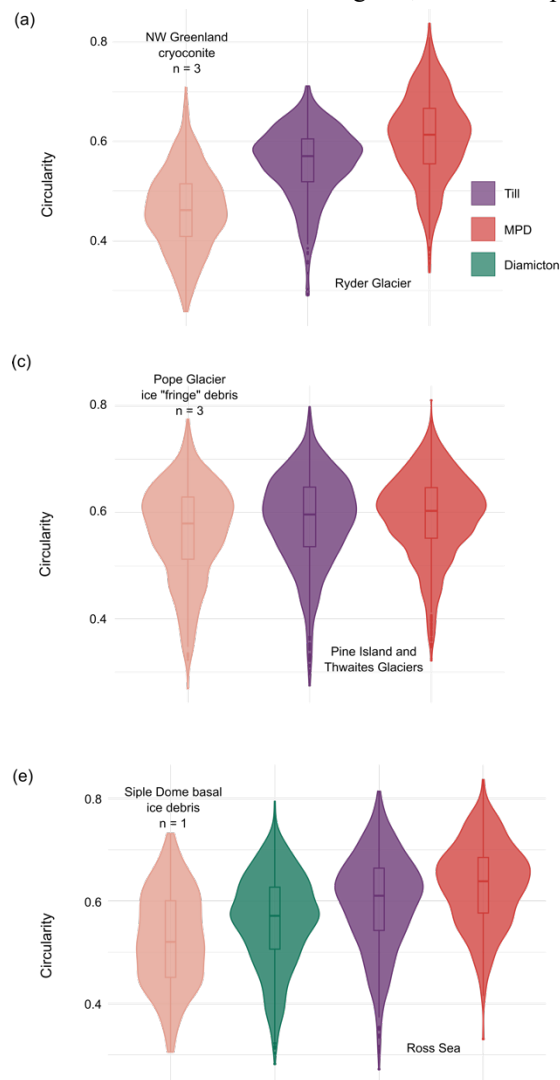 (a)
NW Greenland
cryoconite
n = 3
0.8
0.6
0.4
Circularity
Till
MPD
Diamicton
Ryder Glacier
(c)
Pope Glacier
ice "fringe" debris
n = 3
0.8
0.6
0.4
Circularity
Pine Island and
Thwaites Glaciers
(e)
Siple Dome basal
ice debris
n = 1
0.8
0.6
0.4
Circularity
Ross Sea